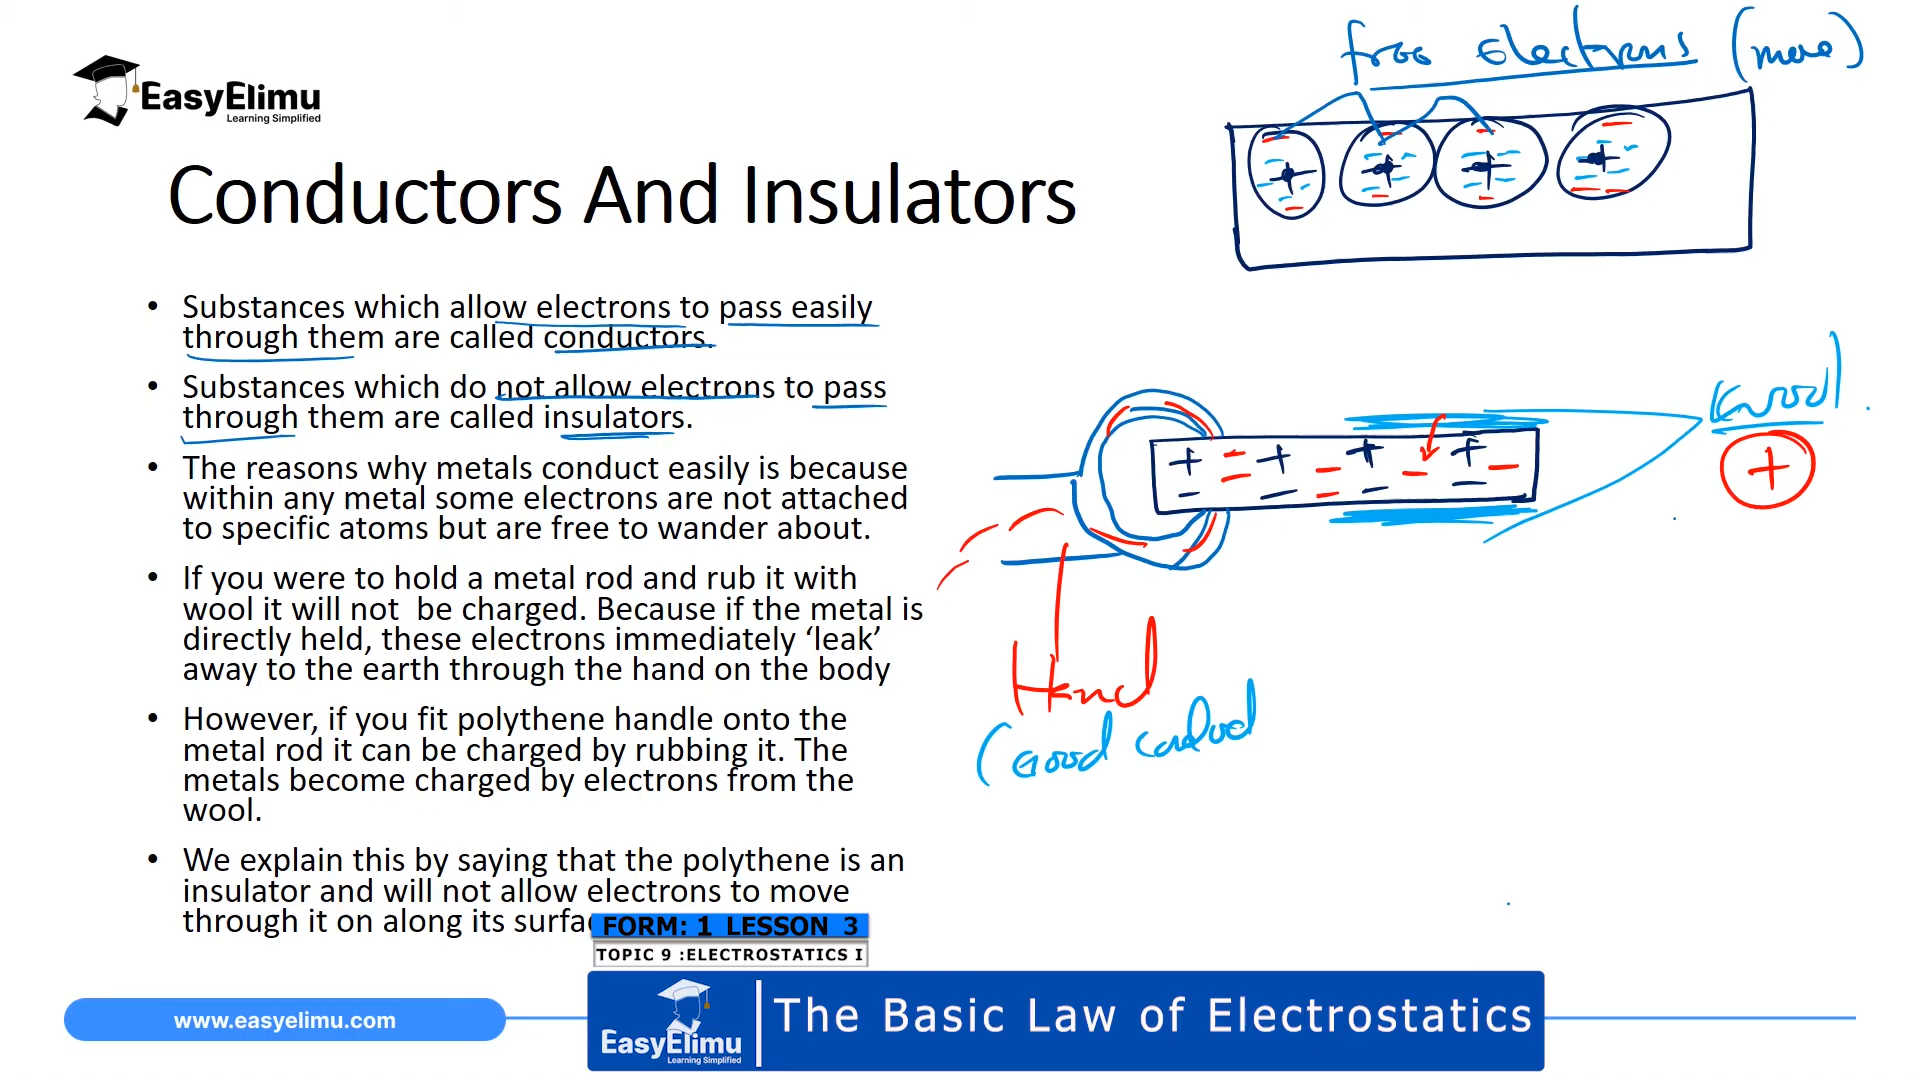 free electrons (more)
EasyElimu
Learning Simplified
Conductors And Insulators
• Substances which allow electrons to pass easily
through them are called conductors.
• Substances which do not allow electrons to pass
through them are called insulators.
• The reasons why metals conduct easily is because
within any metal some electrons are not attached
to specific atoms but are free to wander about.
• If you were to hold a metal rod and rub it with
wool it will not be charged. Because if the metal is
directly held, these electrons immediately ‘leak’
away to the earth through the hand on the body
• However, if you fit polythene handle onto the
metal rod it can be charged by rubbing it. The
metals become charged by electrons from the
wool.
• We explain this by saying that the polythene is an
insulator and will not allow electrons to move
through it on along its surfa
+ + + +
+ + + +
− − − −
+
Hand
(Good
FORM: 1 LESSON 3
TOPIC 9 :ELECTROSTATICS I
www.easyelimu.com
EasyElimu
Learning Simplified
The Basic Law of Electrostatics